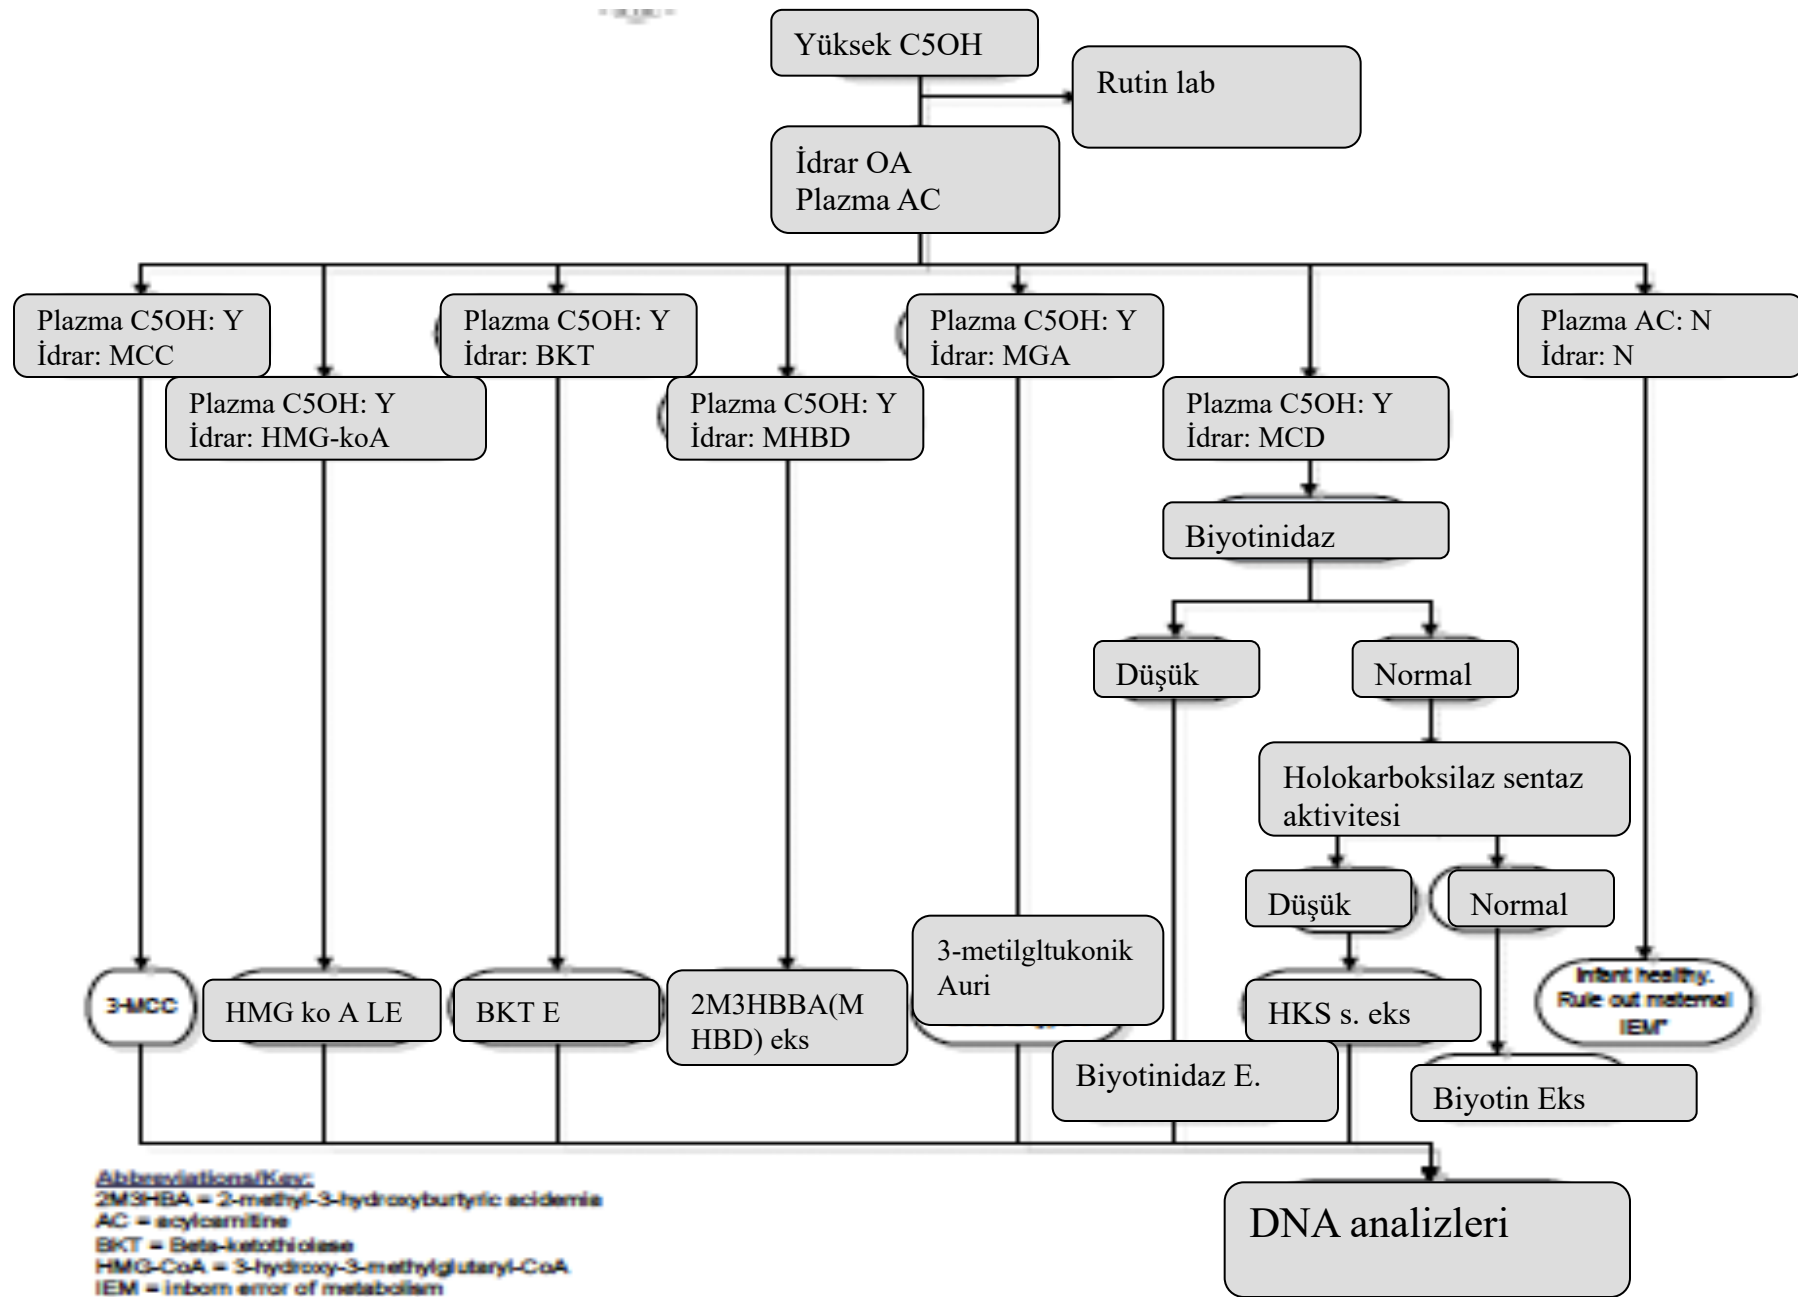 Yüksek C5OH
Rutin lab
İdrar OA
Plazma AC
Plazma C5OH: Y
İdrar: MCC
Plazma C5OH: Y
İdrar: HMG-koA
Plazma C5OH: Y
İdrar: BKT
Plazma C5OH: Y
İdrar: MHBD
Plazma C5OH: Y
İdrar: MGA
Plazma C5OH: Y
İdrar: MCD
Plazma AC: N
İdrar: N
Biyotinidaz
Düşük
Normal
Holokarboksilaz sentaz
aktivitesi
Düşük
Normal
3-MCC
HMG ko A LE
BKT E
2M3HBBA(M
HBD) eks
3-metilgltukonik
Auri
Biyotinidaz E.
HKS s. eks
Biyotin Eks
Infant healthy.
Rule out maternal
IEM*
DNA analizleri
Abbreviations/Key:
2M3HBA = 2-methyl-3-hydroxyburtyric acidemia
AC = acylcarnitine
BKT = Beta-ketothiolase
HMG-CoA = 3-hydroxy-3-methylglutaryl-CoA
IEM = inborn error of metabolism